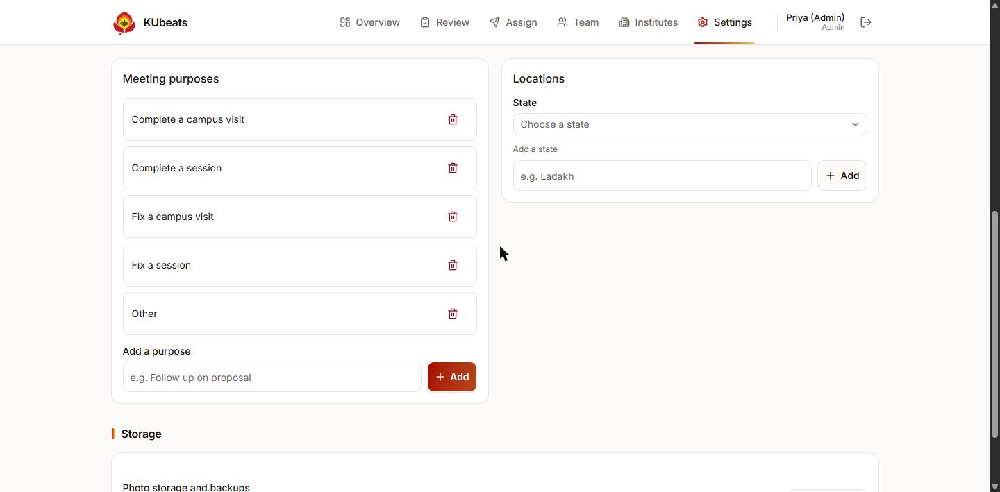 KUbeats
Overview
Review
Assign
Team
Institutes
Settings
Priya (Admin)
Admin
Meeting purposes
Complete a campus visit
Complete a session
Fix a campus visit
Fix a session
Other
Add a purpose
e.g. Follow up on proposal
Add
Locations
State
Choose a state
Add a state
e.g. Ladakh
Add
Storage
Photo storage and backups